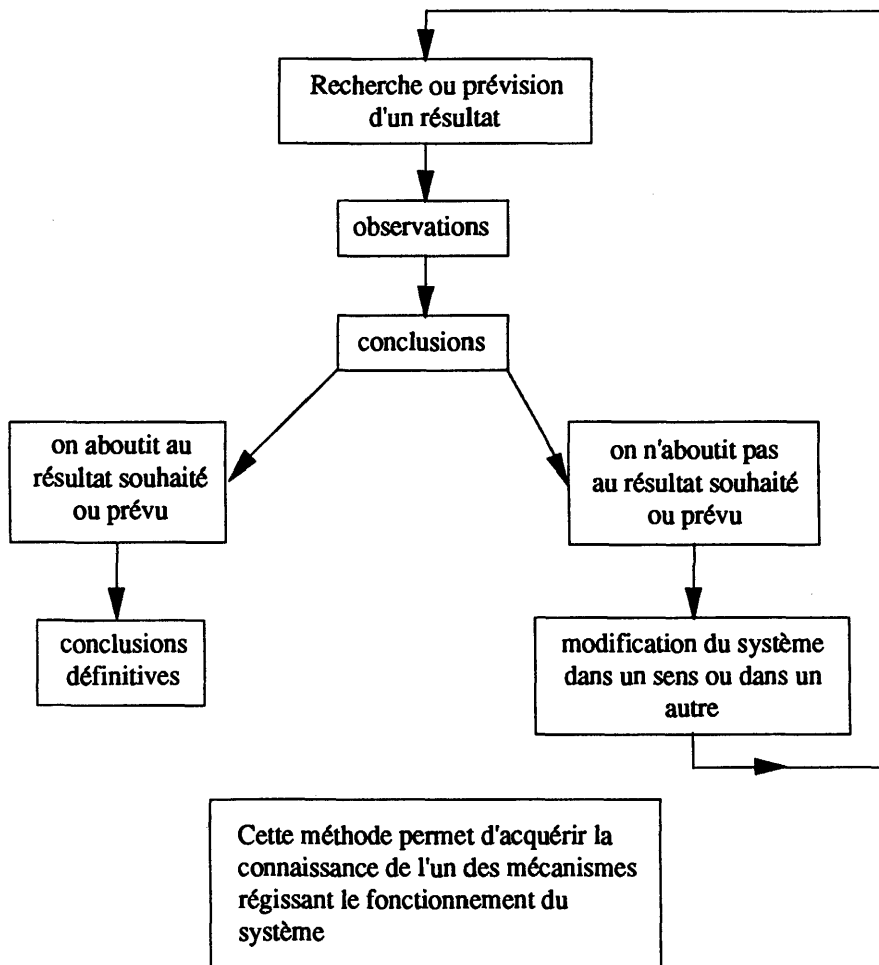 Recherche ou prévision
d'un résultat
observations
conclusions
on aboutit au
résultat souhaité
ou prévu
on n'aboutit pas
au résultat souhaité
ou prévu
conclusions
définitives
modification du système
dans un sens ou dans un
autre
Cette méthode permet d'acquérir la
connaissance de l'un des mécanismes
régissant le fonctionnement du
système